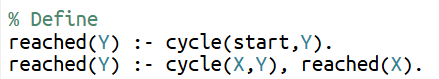 % Define
reached(Y) :- cycle(start,Y).
reached(Y) :- cycle(X,Y), reached(X).